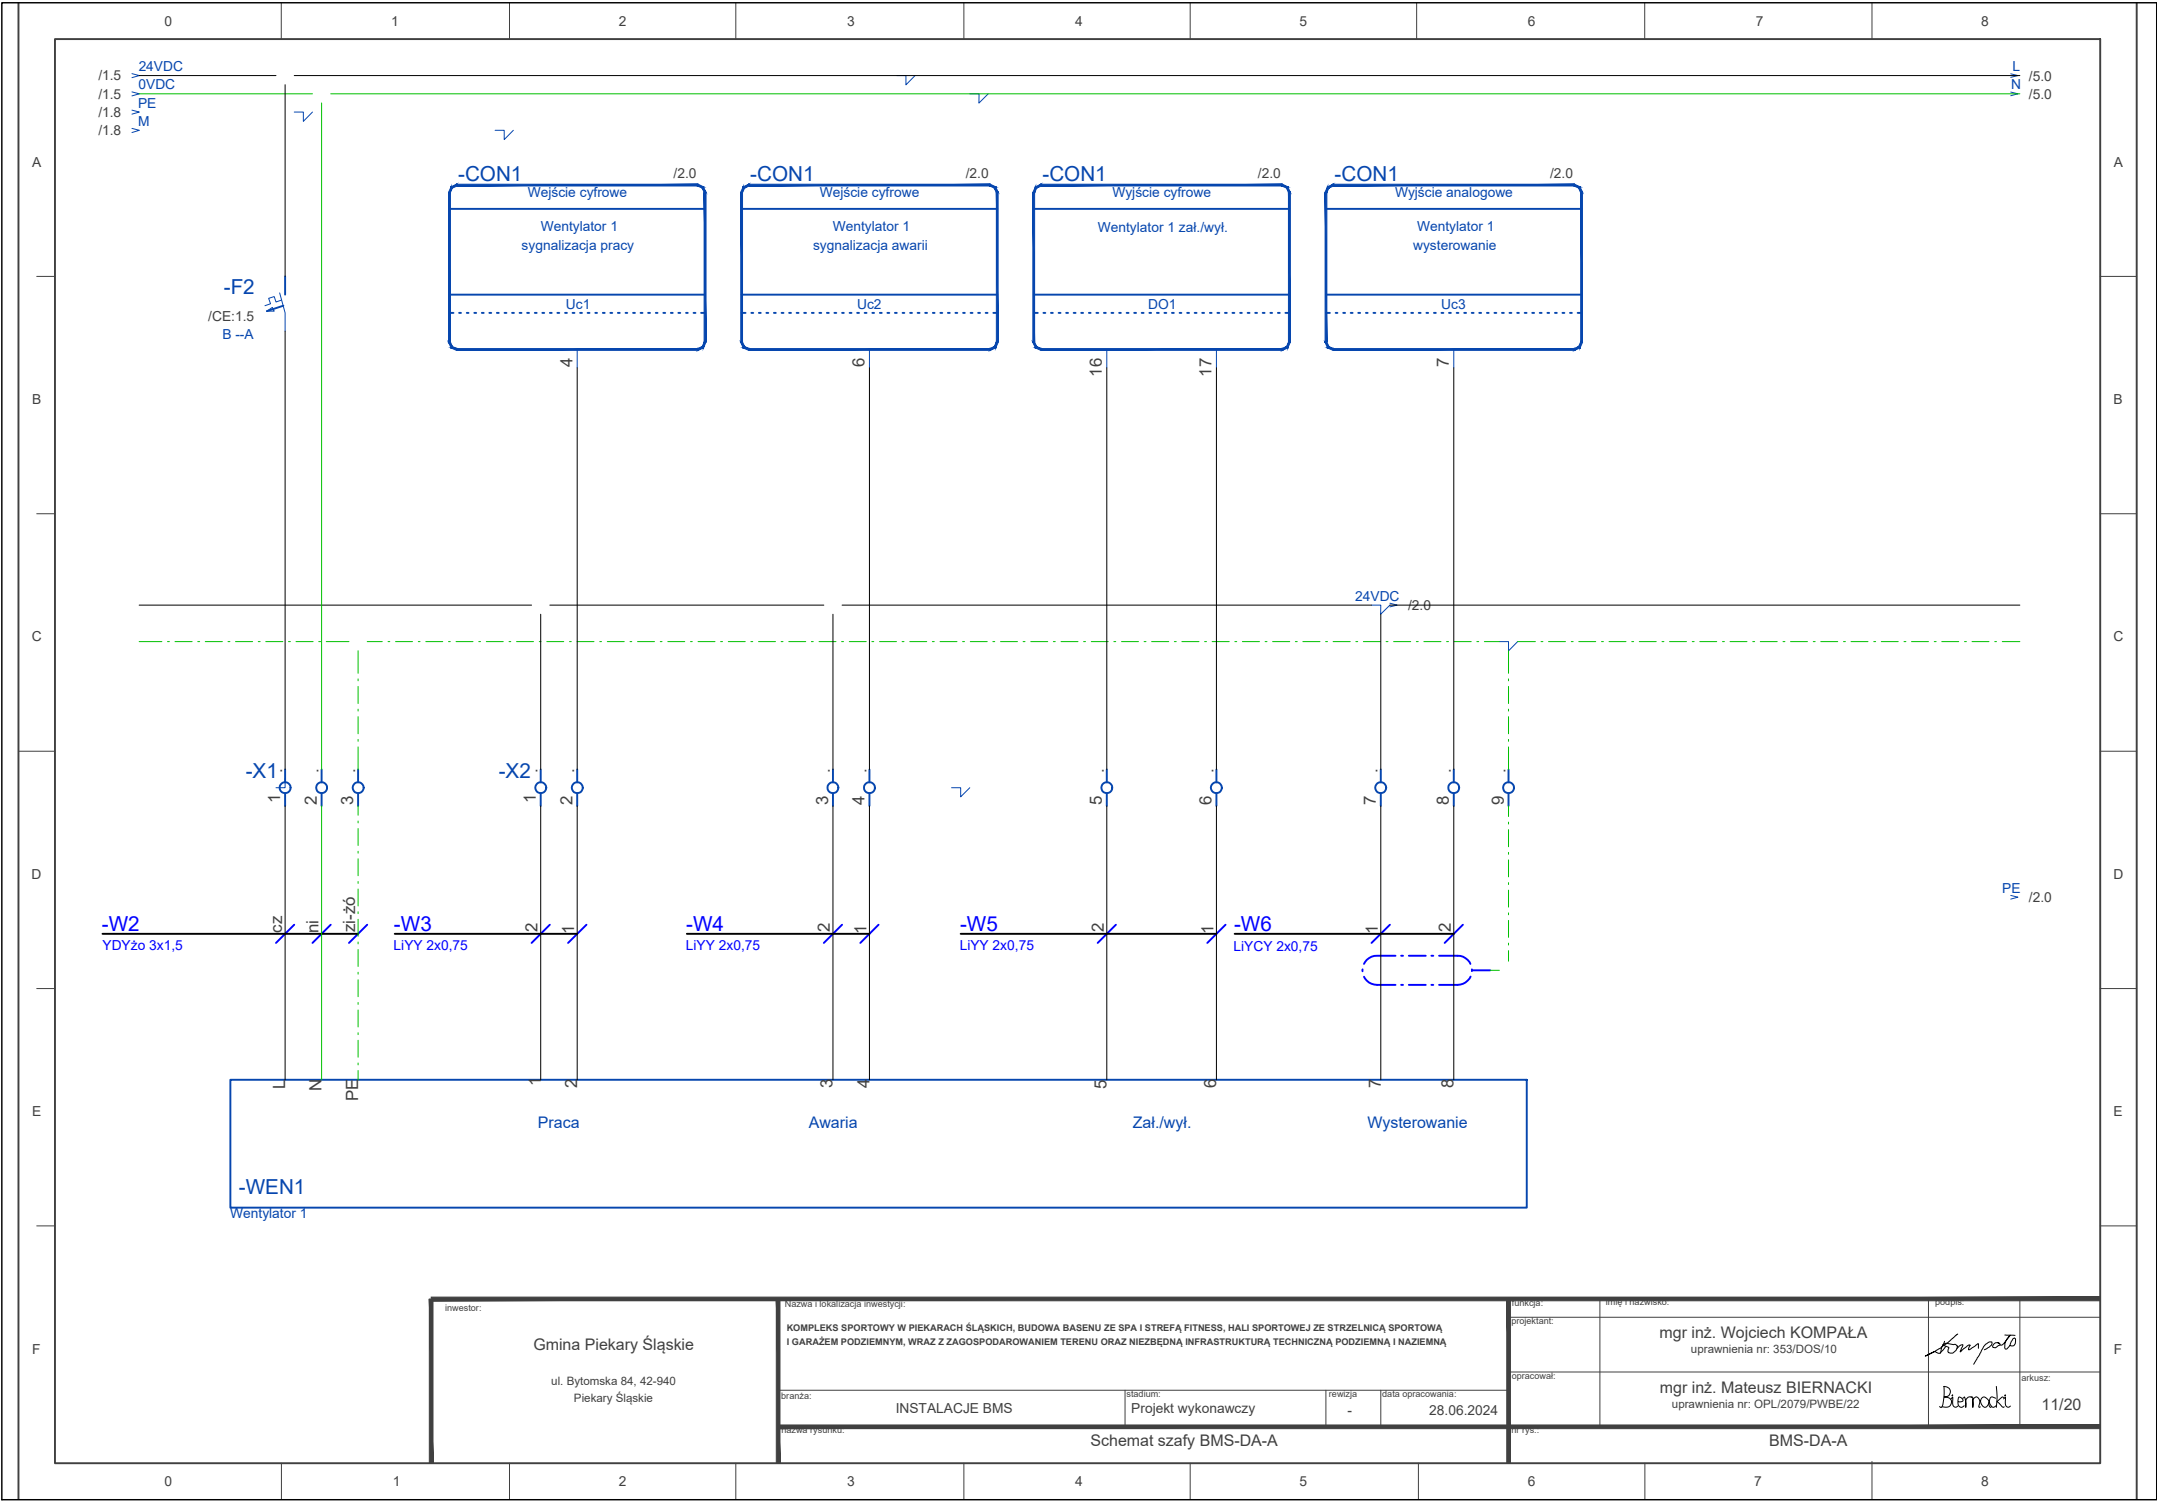 0 1 2 3 4 5 6 7 8
/1.5 24VDC
/1.5 0VDC
/1.8 PE
/1.8 M
L /5.0
N /5.0
A A
-CON1 /2.0
Wejście cyfrowe
Wentylator 1
sygnalizacja pracy
Uc1
4
-CON1 /2.0
Wejście cyfrowe
Wentylator 1
sygnalizacja awarii
Uc2
6
-CON1 /2.0
Wyjście cyfrowe
Wentylator 1 zał./wył.
DO1
16 17
-CON1 /2.0
Wyjście analogowe
Wentylator 1
wysterowanie
Uc3
7
-F2
/CE:1.5
B --A
B B
24VDC /2.0
C C
-X1 1 2 3 -X2 1 2 3 4 5 6 7 8 9
D D
PE /2.0
-W2 cz ni zi-żó
YDYżo 3x1,5
-W3 2 1
LiYY 2x0,75
-W4 2 1
LiYY 2x0,75
-W5 2 1
LiYY 2x0,75
-W6 1 2
LiYCY 2x0,75
L N PE 1 2 3 4 5 6 7 8
E E
Praca Awaria Zał./wył. Wysterowanie
-WEN1
Wentylator 1
F F
inwestor:
Gmina Piekary Śląskie
ul. Bytomska 84, 42-940
Piekary Śląskie
Nazwa i lokalizacja inwestycji:
KOMPLEKS SPORTOWY W PIEKARACH ŚLĄSKICH, BUDOWA BASENU ZE SPA I STREFĄ FITNESS, HALI SPORTOWEJ ZE STRZELNICĄ SPORTOWĄ
I GARAŻEM PODZIEMNYM, WRAZ Z ZAGOSPODAROWANIEM TERENU ORAZ NIEZBĘDNĄ INFRASTRUKTURĄ TECHNICZNĄ PODZIEMNĄ I NAZIEMNĄ
branża:
INSTALACJE BMS
stadium:
Projekt wykonawczy
rewizja
-
data opracowania:
28.06.2024
nazwa rysunku:
Schemat szafy BMS-DA-A
funkcja: imię i nazwisko: podpis:
projektant:
mgr inż. Wojciech KOMPAŁA
uprawnienia nr: 353/DOS/10
Kompała
opracował:
mgr inż. Mateusz BIERNACKI
uprawnienia nr: OPL/2079/PWBE/22
Biernacki
arkusz:
11/20
nr rys.:
BMS-DA-A
0 1 2 3 4 5 6 7 8